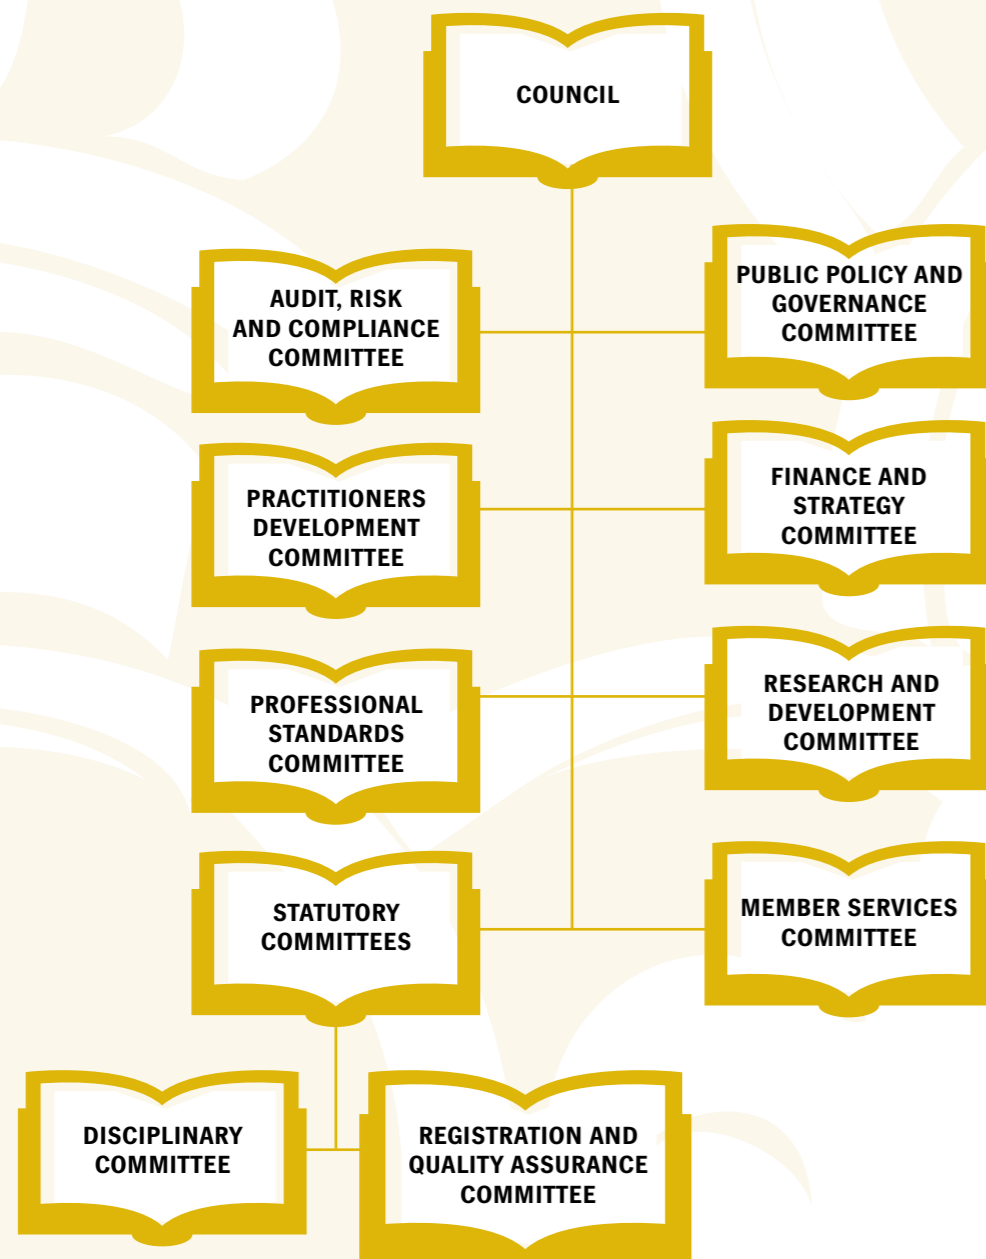 COUNCIL
AUDIT, RISK
AND COMPLIANCE
COMMITTEE
PUBLIC POLICY AND
GOVERNANCE
COMMITTEE
PRACTITIONERS
DEVELOPMENT
COMMITTEE
FINANCE AND
STRATEGY
COMMITTEE
PROFESSIONAL
STANDARDS
COMMITTEE
RESEARCH AND
DEVELOPMENT
COMMITTEE
STATUTORY
COMMITTEES
MEMBER SERVICES
COMMITTEE
DISCIPLINARY
COMMITTEE
REGISTRATION AND
QUALITY ASSURANCE
COMMITTEE